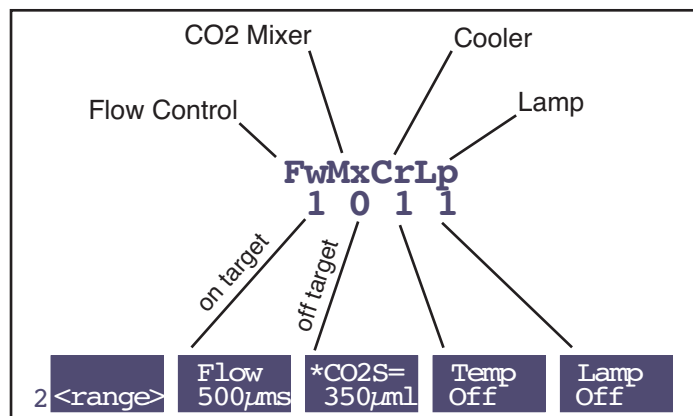 CO2 Mixer
Cooler
Flow Control
Lamp
FwMxCrLp
1 0 1 1
on target
off target
2
<range>
Flow
500µms
*CO2S=
350µml
Temp
Off
Lamp
Off